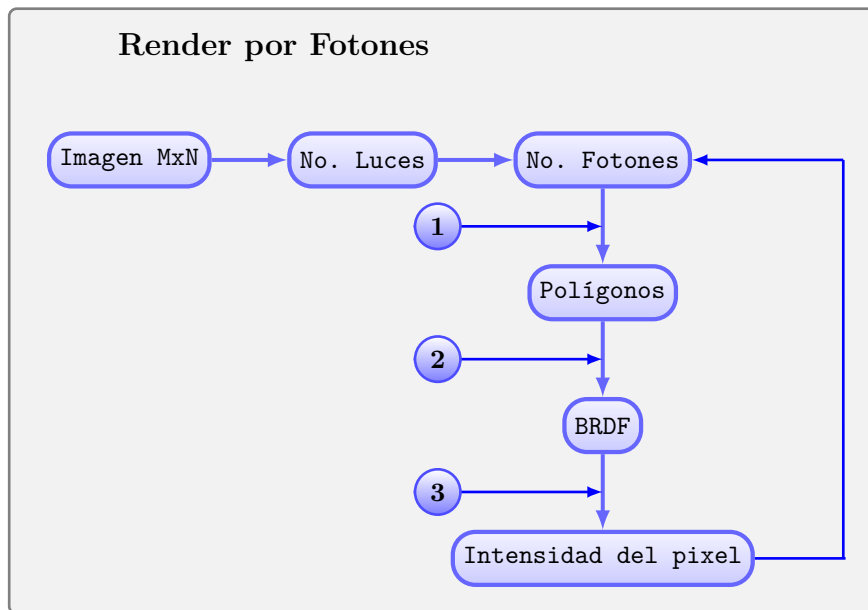 Render por Fotones
Imagen MxN
No. Luces
No. Fotones
1
Polígonos
2
BRDF
3
Intensidad del pixel